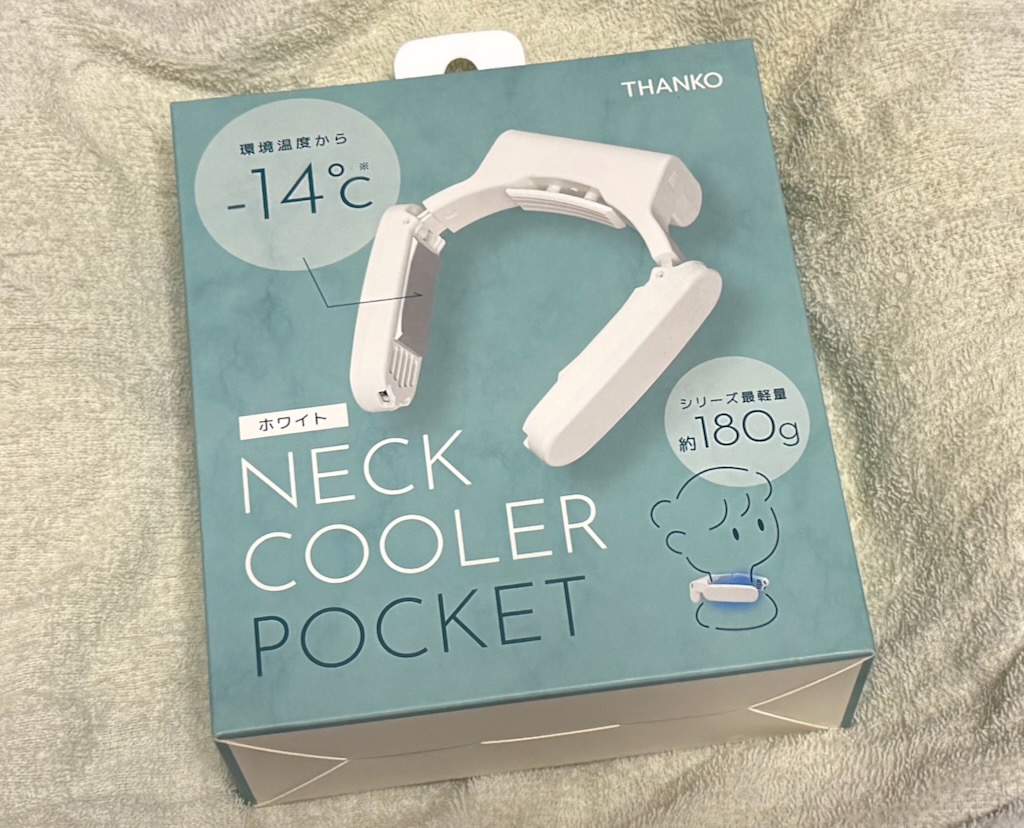 THANKO
環境温度から
-14℃※
ホワイト
NECK
COOLER
POCKET
シリーズ最軽量
約180g